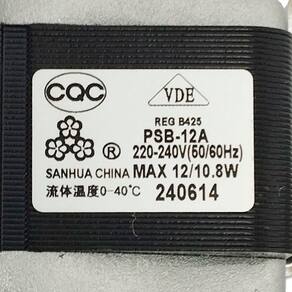 CQC
VDE
REG B425
PSB-12A
® 220-240V(50/60Hz)
SANHUA CHINA MAX 12/10.8W
流体温度0-40℃ 240614